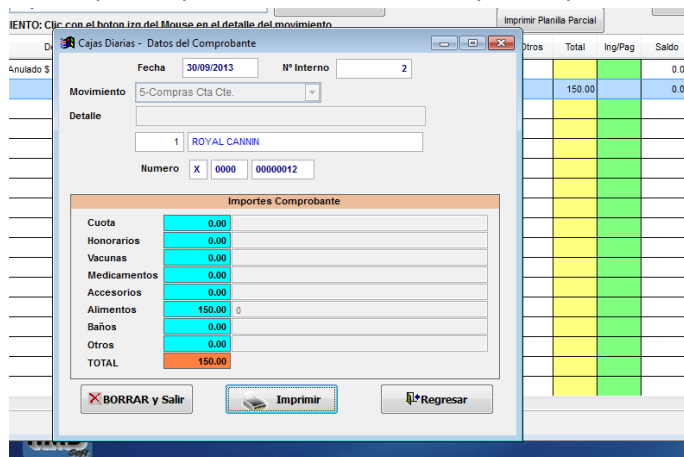 IENTO: Clic con el boton izq del Mouse en el detalle del movimiento
Imprimir Planilla Parcial
De
Otros Total Ing/Pag Saldo
Anulado $
0.0
150.00 0.0
Cajas Diarias - Datos del Comprobante
Fecha 30/09/2013 Nº Interno 2
Movimiento 5-Compras Cta Cte.
Detalle
1 ROYAL CANNIN
Numero X 0000 00000012
Importes Comprobante
Cuota 0.00
Honorarios 0.00
Vacunas 0.00
Medicamentos 0.00
Accesorios 0.00
Alimentos 150.00 0
Baños 0.00
Otros 0.00
TOTAL 150.00
BORRAR y Salir Imprimir Regresar
Soft